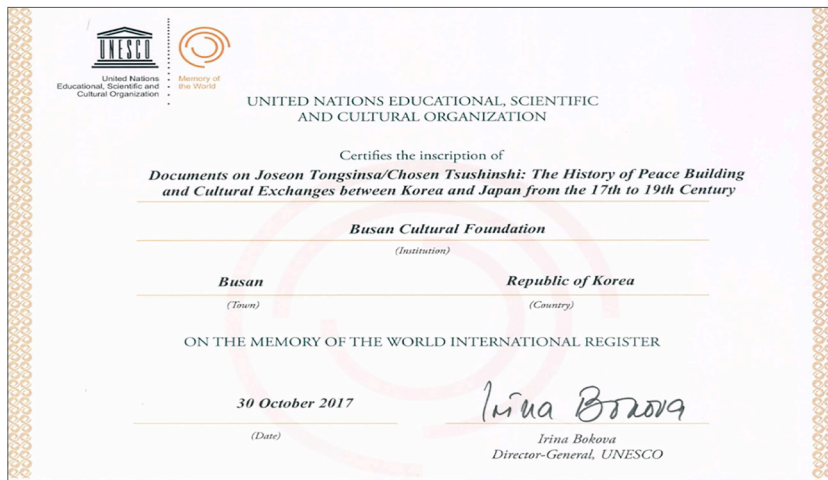 UNESCO
United Nations
Educational, Scientific and
Cultural Organization
Memory of
the World
UNITED NATIONS EDUCATIONAL, SCIENTIFIC
AND CULTURAL ORGANIZATION
Certifies the inscription of
Documents on Joseon Tongsinsa/Chosen Tsushinshi: The History of Peace Building
and Cultural Exchanges between Korea and Japan from the 17th to 19th Century
Busan Cultural Foundation
(Institution)
Busan
Republic of Korea
(Town)
(Country)
ON THE MEMORY OF THE WORLD INTERNATIONAL REGISTER
30 October 2017
Irina Bokova
(Date)
Irina Bokova
Director-General, UNESCO